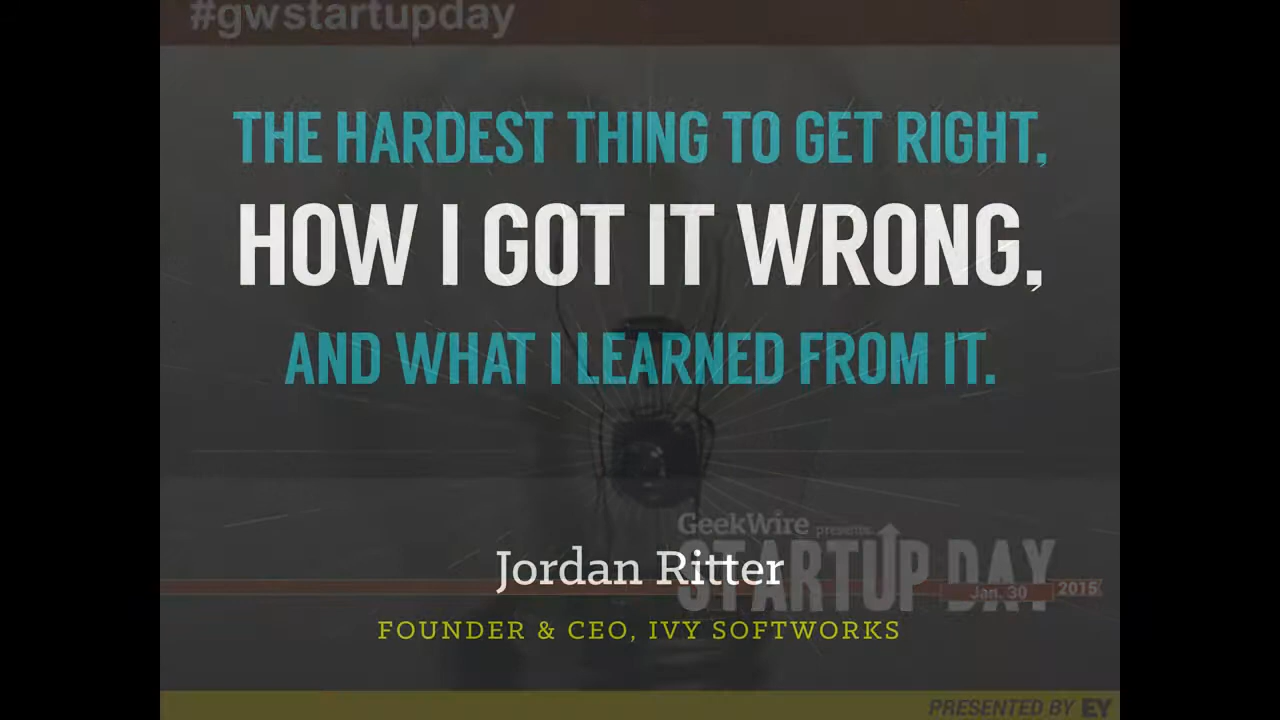 #gwstartupday
THE HARDEST THING TO GET RIGHT,
HOW I GOT IT WRONG,
AND WHAT I LEARNED FROM IT.
GeekWire presents
STARTUP DAY
Jan. 30 2015
Jordan Ritter
FOUNDER & CEO, IVY SOFTWORKS
PRESENTED BY EY